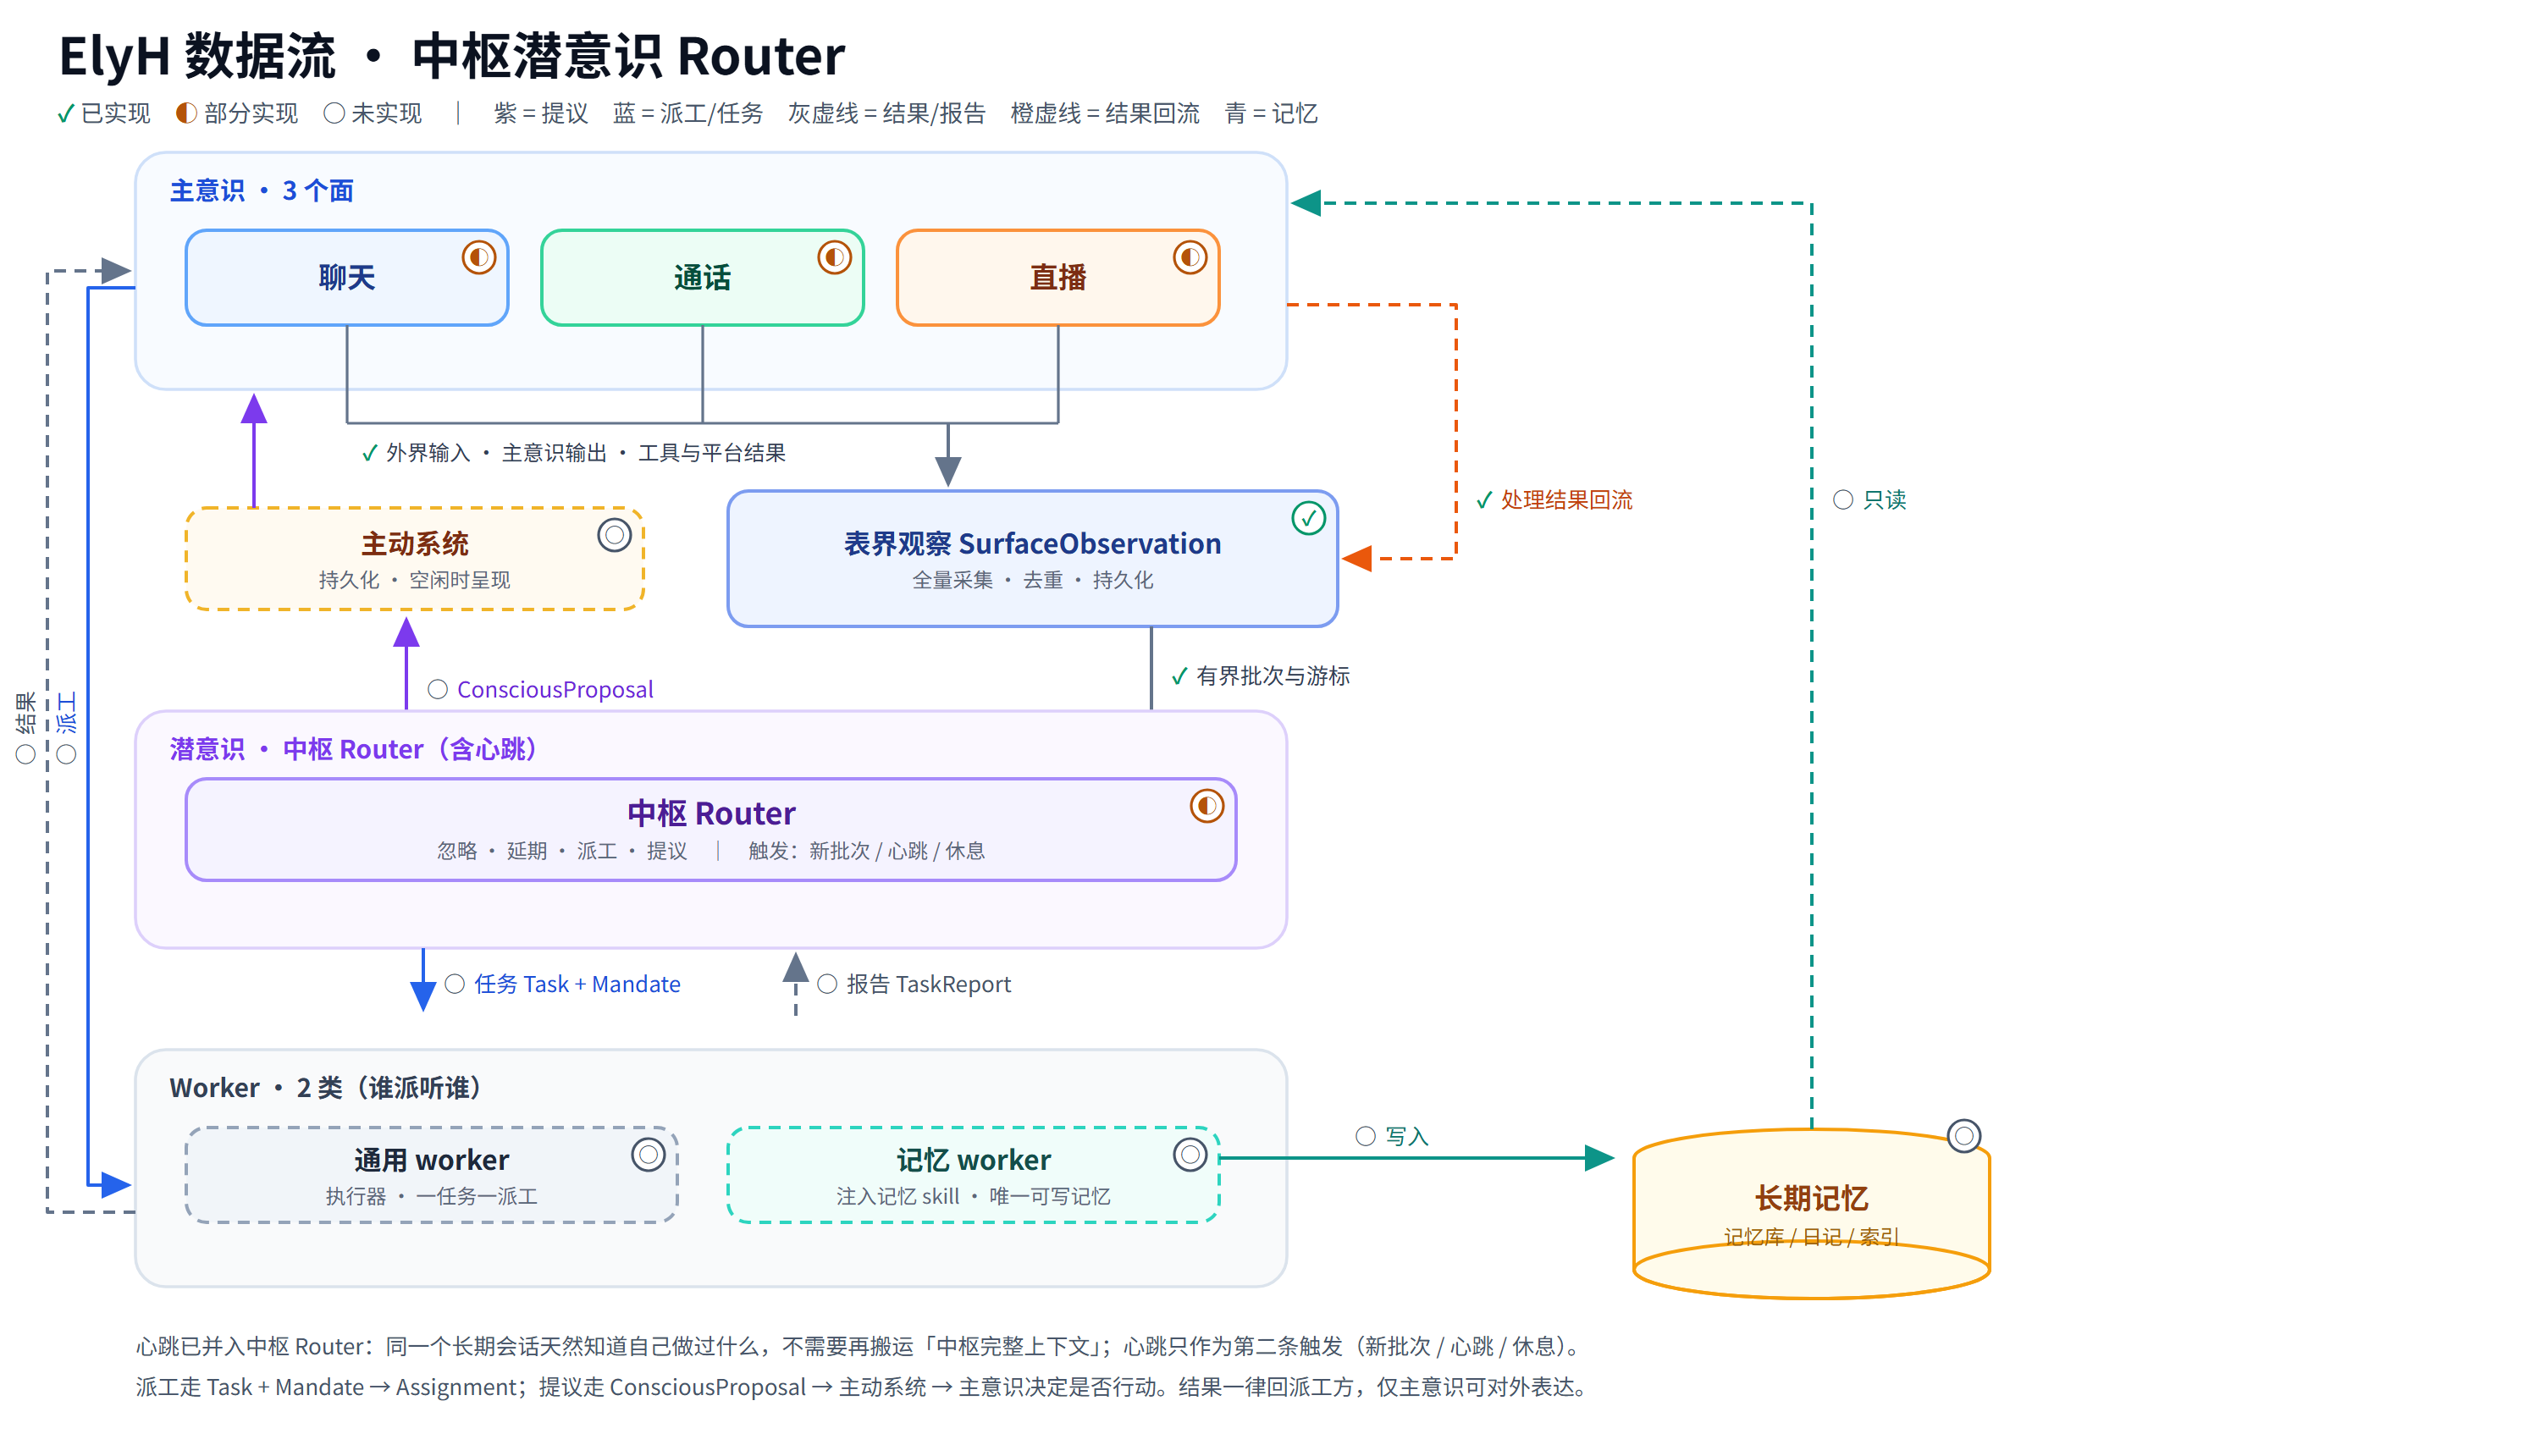 ElyH 数据流 · 中枢潜意识 Router
✓ 已实现 ◐ 部分实现 ○ 未实现 ｜ 紫 = 提议 蓝 = 派工/任务 灰虚线 = 结果/报告 橙虚线 = 结果回流 青 = 记忆
主意识 · 3 个面
聊天 ◐
通话 ◐
直播 ◐
✓ 外界输入 · 主意识输出 · 工具与平台结果
✓ 处理结果回流
○ 只读
主动系统 ○
持久化 · 空闲时呈现
表界观察 SurfaceObservation ✓
全量采集 · 去重 · 持久化
○ ConsciousProposal
✓ 有界批次与游标
○ 结果
○ 派工
潜意识 · 中枢 Router（含心跳）
中枢 Router ◐
忽略 · 延期 · 派工 · 提议 ｜ 触发：新批次 / 心跳 / 休息
○ 任务 Task + Mandate
○ 报告 TaskReport
Worker · 2 类（谁派听谁）
通用 worker ○
执行器 · 一任务一派工
记忆 worker ○
注入记忆 skill · 唯一可写记忆
○ 写入
长期记忆 ○
记忆库 / 日记 / 索引
心跳已并入中枢 Router：同一个长期会话天然知道自己做过什么，不需要再搬运「中枢完整上下文」；心跳只作为第二条触发（新批次 / 心跳 / 休息）。
派工走 Task + Mandate → Assignment；提议走 ConsciousProposal → 主动系统 → 主意识决定是否行动。结果一律回派工方，仅主意识可对外表达。